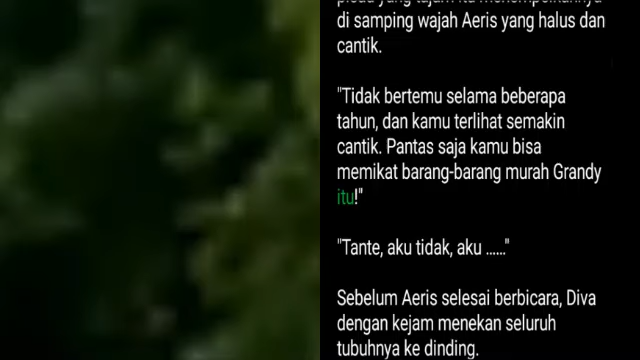 di samping wajah Aeris yang halus dan
cantik.
"Tidak bertemu selama beberapa
tahun, dan kamu terlihat semakin
cantik. Pantas saja kamu bisa
memikat barang-barang murah Grandy
itu!"
"Tante, aku tidak, aku ......"
Sebelum Aeris selesai berbicara, Diva
dengan kejam menekan seluruh
tubuhnya ke dinding.